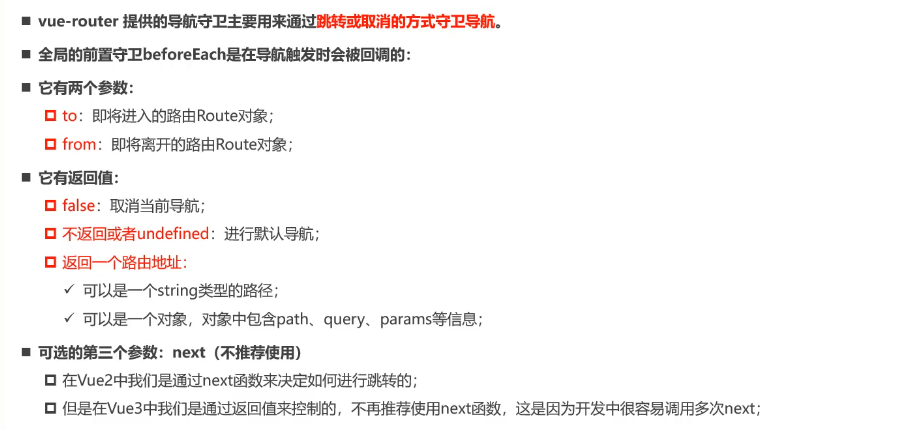 vue-router 提供的导航守卫主要用来通过跳转或取消的方式守卫导航。
全局的前置守卫beforeEach是在导航触发时会被回调的：
它有两个参数：
to：即将进入的路由Route对象；
from：即将离开的路由Route对象；
它有返回值：
false：取消当前导航；
不返回或者undefined：进行默认导航；
返回一个路由地址：
可以是一个string类型的路径；
可以是一个对象，对象中包含path、query、params等信息；
可选的第三个参数：next（不推荐使用）
在Vue2中我们是通过next函数来决定如何进行跳转的；
但是在Vue3中我们是通过返回值来控制的，不再推荐使用next函数，这是因为开发中很容易调用多次next；